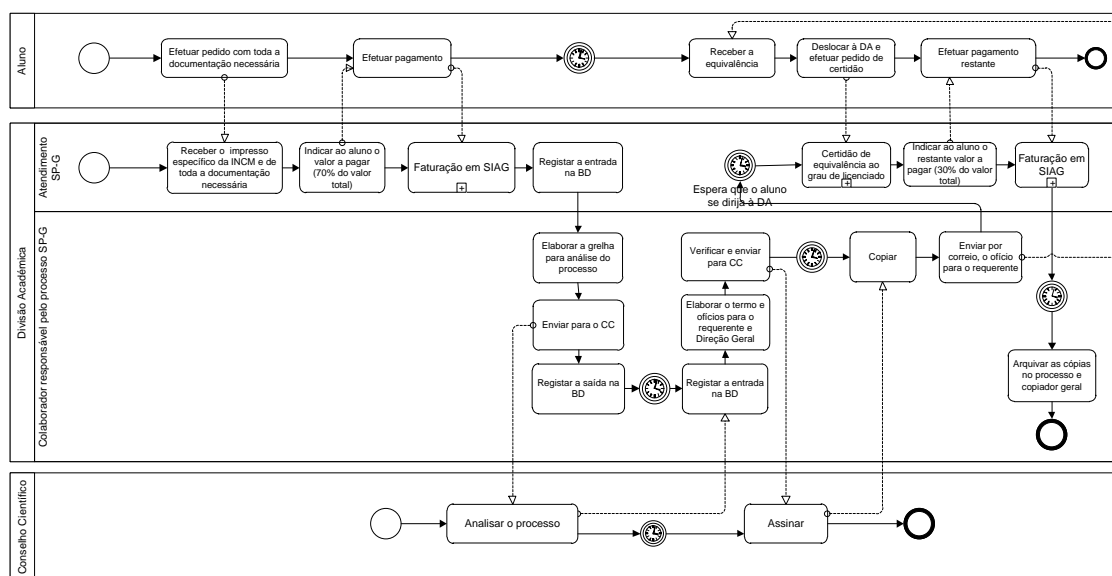 Aluno
Efetuar pedido com toda a
documentação necessária
Efetuar pagamento
Receber a
equivalência
Deslocar à DA e
efetuar pedido de
certidão
Efetuar pagamento
restante
Divisão Académica
Atendimento
SP-G
Receber o impresso
específico da INCM e de
toda a documentação
necessária
Indicar ao aluno o
valor a pagar
(70% do valor
total)
Faturação em SIAG
Registar a entrada
na BD
Espera que o aluno
se dirija à DA
Certidão de
equivalência ao
grau de licenciado
Indicar ao aluno o
restante valor a
pagar (30% do valor
total)
Faturação em
SIAG
Colaborador responsável pelo processo SP-G
Elaborar a grelha
para análise do
processo
Enviar para o CC
Registar a saída na
BD
Verificar e enviar
para CC
Elaborar o termo e
ofícios para o
requerente e
Direção Geral
Registar a entrada
na BD
Copiar
Enviar por
correio, o ofício
para o requerente
Arquivar as cópias
no processo e
copiador geral
Conselho Científico
Analisar o processo
Assinar